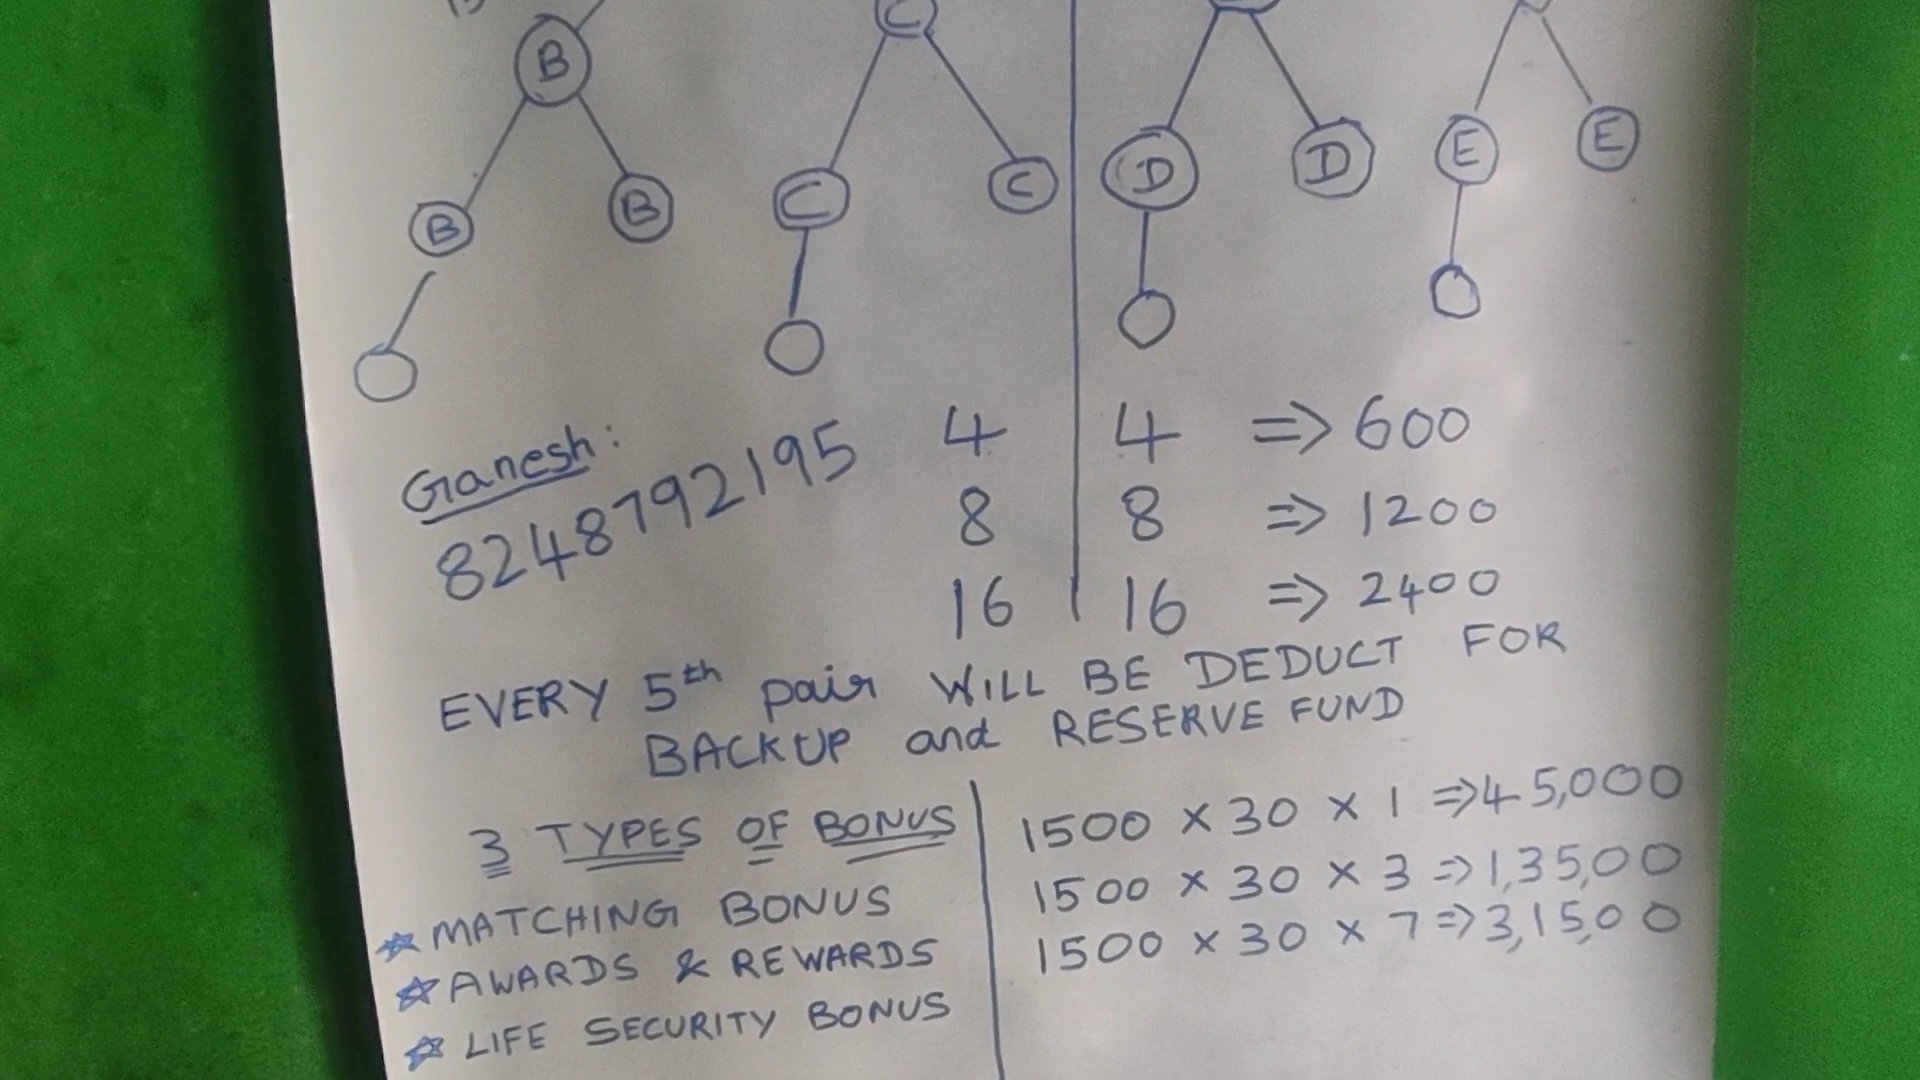 B
C
B
B
C
C
D
D
E
E
Ganesh:
8248792195
4 4 => 600
8 8 => 1200
16 16 => 2400
EVERY 5th pair WILL BE DEDUCT FOR
BACKUP and RESERVE FUND
3 TYPES OF BONUS
MATCHING BONUS
AWARDS & REWARDS
LIFE SECURITY BONUS
1500 × 30 × 1 => 45,000
1500 × 30 × 3 => 1,35,00
1500 × 30 × 7 => 3,15,00